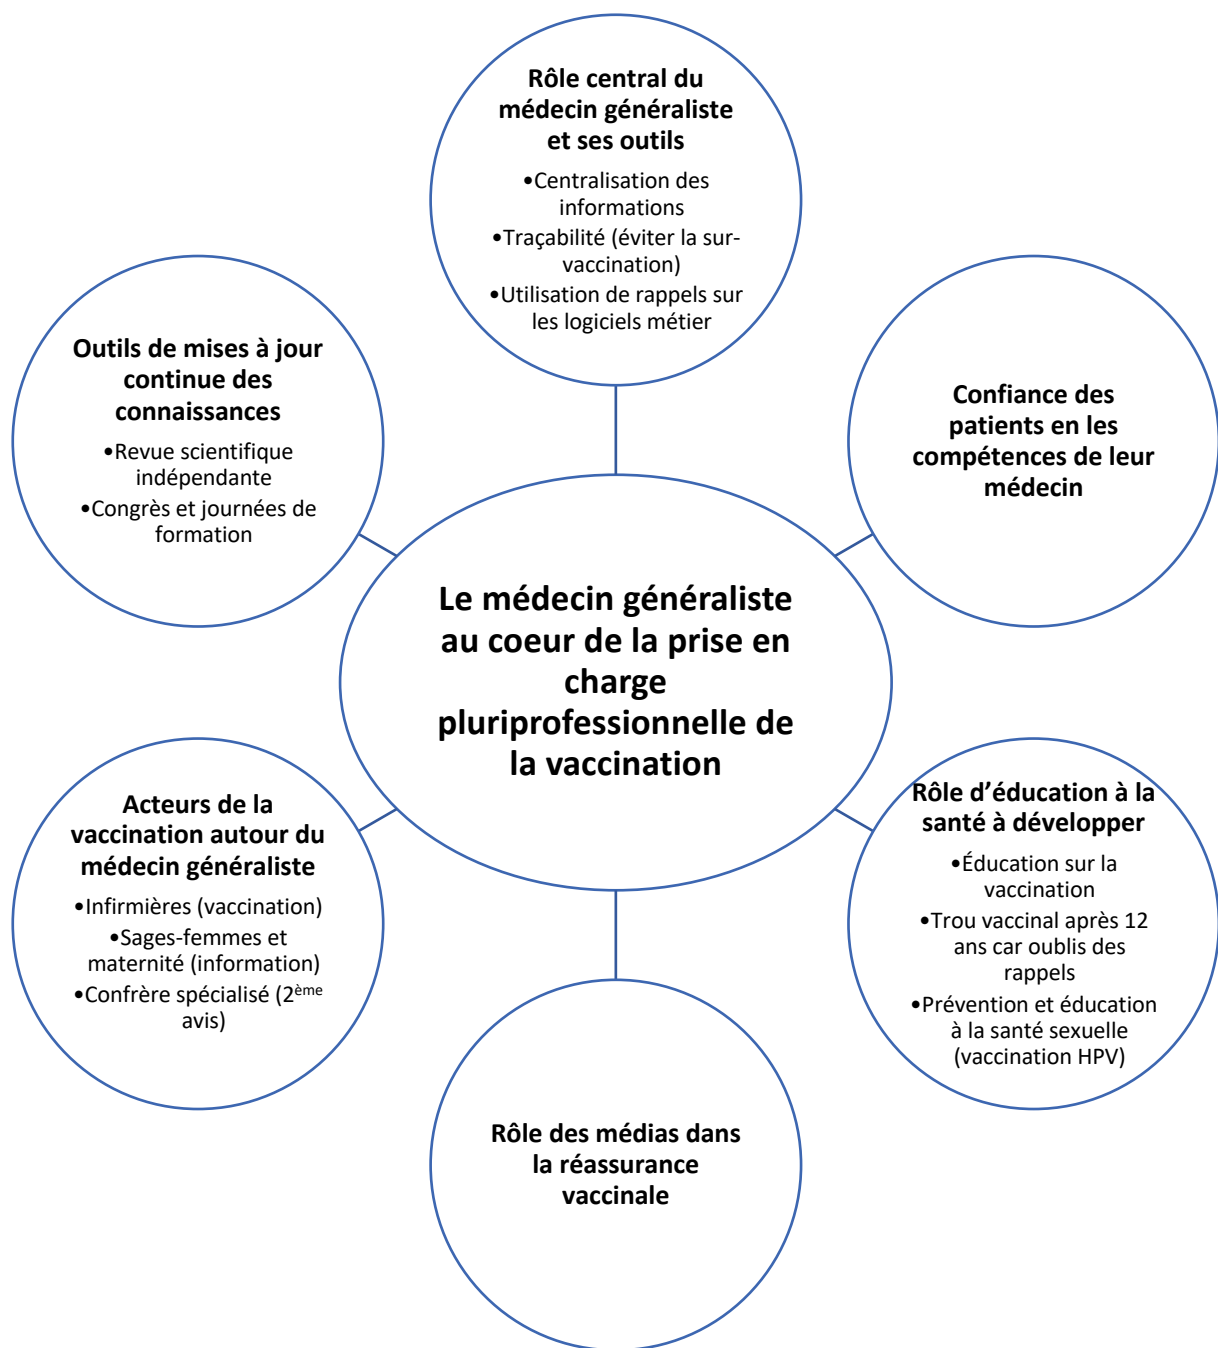 Rôle central du
médecin généraliste
et ses outils
•Centralisation des
informations
•Traçabilité (éviter la sur-
vaccination)
•Utilisation de rappels sur
les logiciels métier
Confiance des
patients en les
compétences de leur
médecin
Rôle d’éducation à la
santé à développer
•Éducation sur la
vaccination
•Trou vaccinal après 12
ans car oublis des
rappels
•Prévention et éducation
à la santé sexuelle
(vaccination HPV)
Rôle des médias dans
la réassurance
vaccinale
Acteurs de la
vaccination autour du
médecin généraliste
•Infirmières (vaccination)
•Sages-femmes et
maternité (information)
•Confrère spécialisé (2ème
avis)
Outils de mises à jour
continue des
connaissances
•Revue scientifique
indépendante
•Congrès et journées de
formation
Le médecin généraliste
au coeur de la prise en
charge
pluriprofessionnelle de
la vaccination